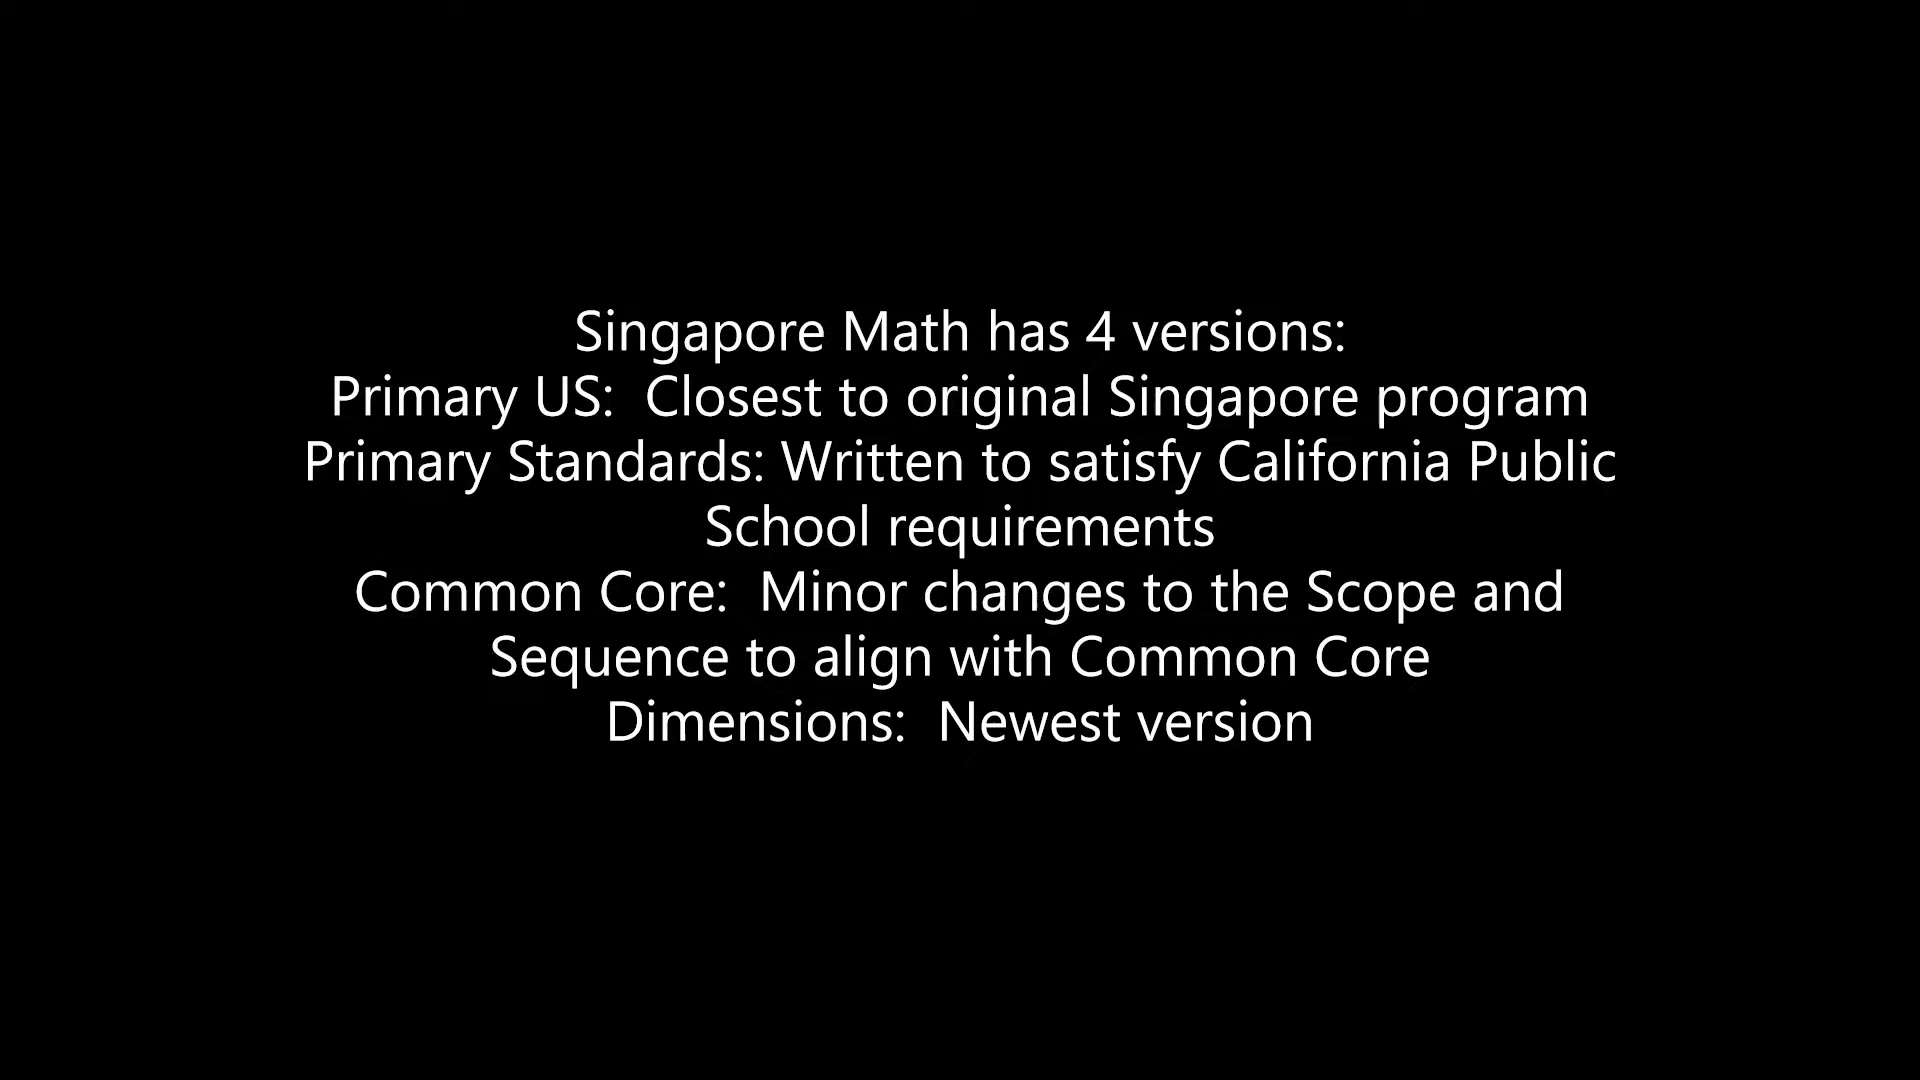 Singapore Math has 4 versions:
Primary US:  Closest to original Singapore program
Primary Standards: Written to satisfy California Public
School requirements
Common Core:  Minor changes to the Scope and
Sequence to align with Common Core
Dimensions:  Newest version